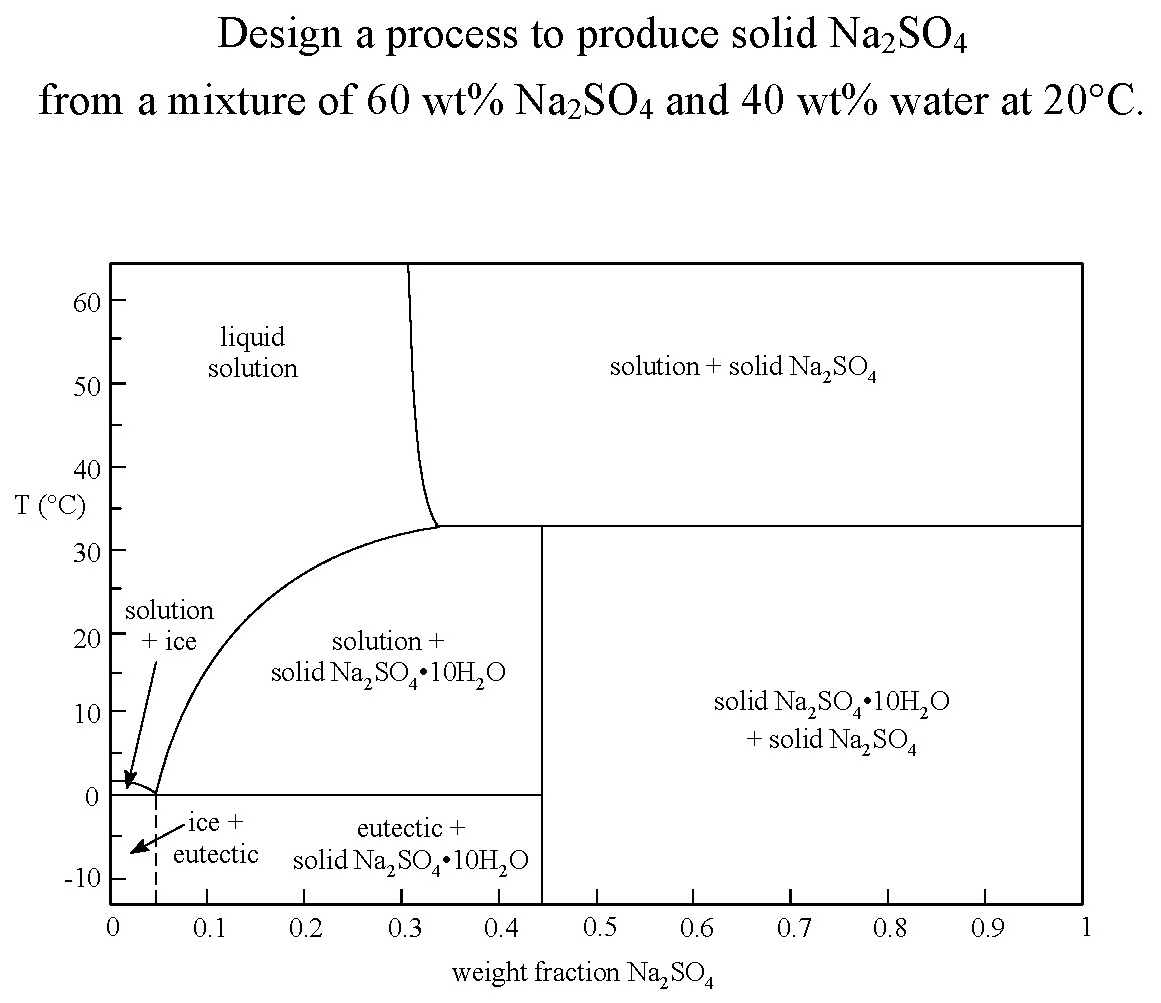 Design a process to produce solid Na₂SO₄
from a mixture of 60 wt% Na₂SO₄ and 40 wt% water at 20°C.
60
50
40
T (°C)
30
20
10
0
-10
liquid
solution
solution + solid Na₂SO₄
solution
+ ice
solution +
solid Na₂SO₄•10H₂O
solid Na₂SO₄•10H₂O
+ solid Na₂SO₄
ice +
eutectic
eutectic +
solid Na₂SO₄•10H₂O
0 0.1 0.2 0.3 0.4 0.5 0.6 0.7 0.8 0.9 1
weight fraction Na₂SO₄